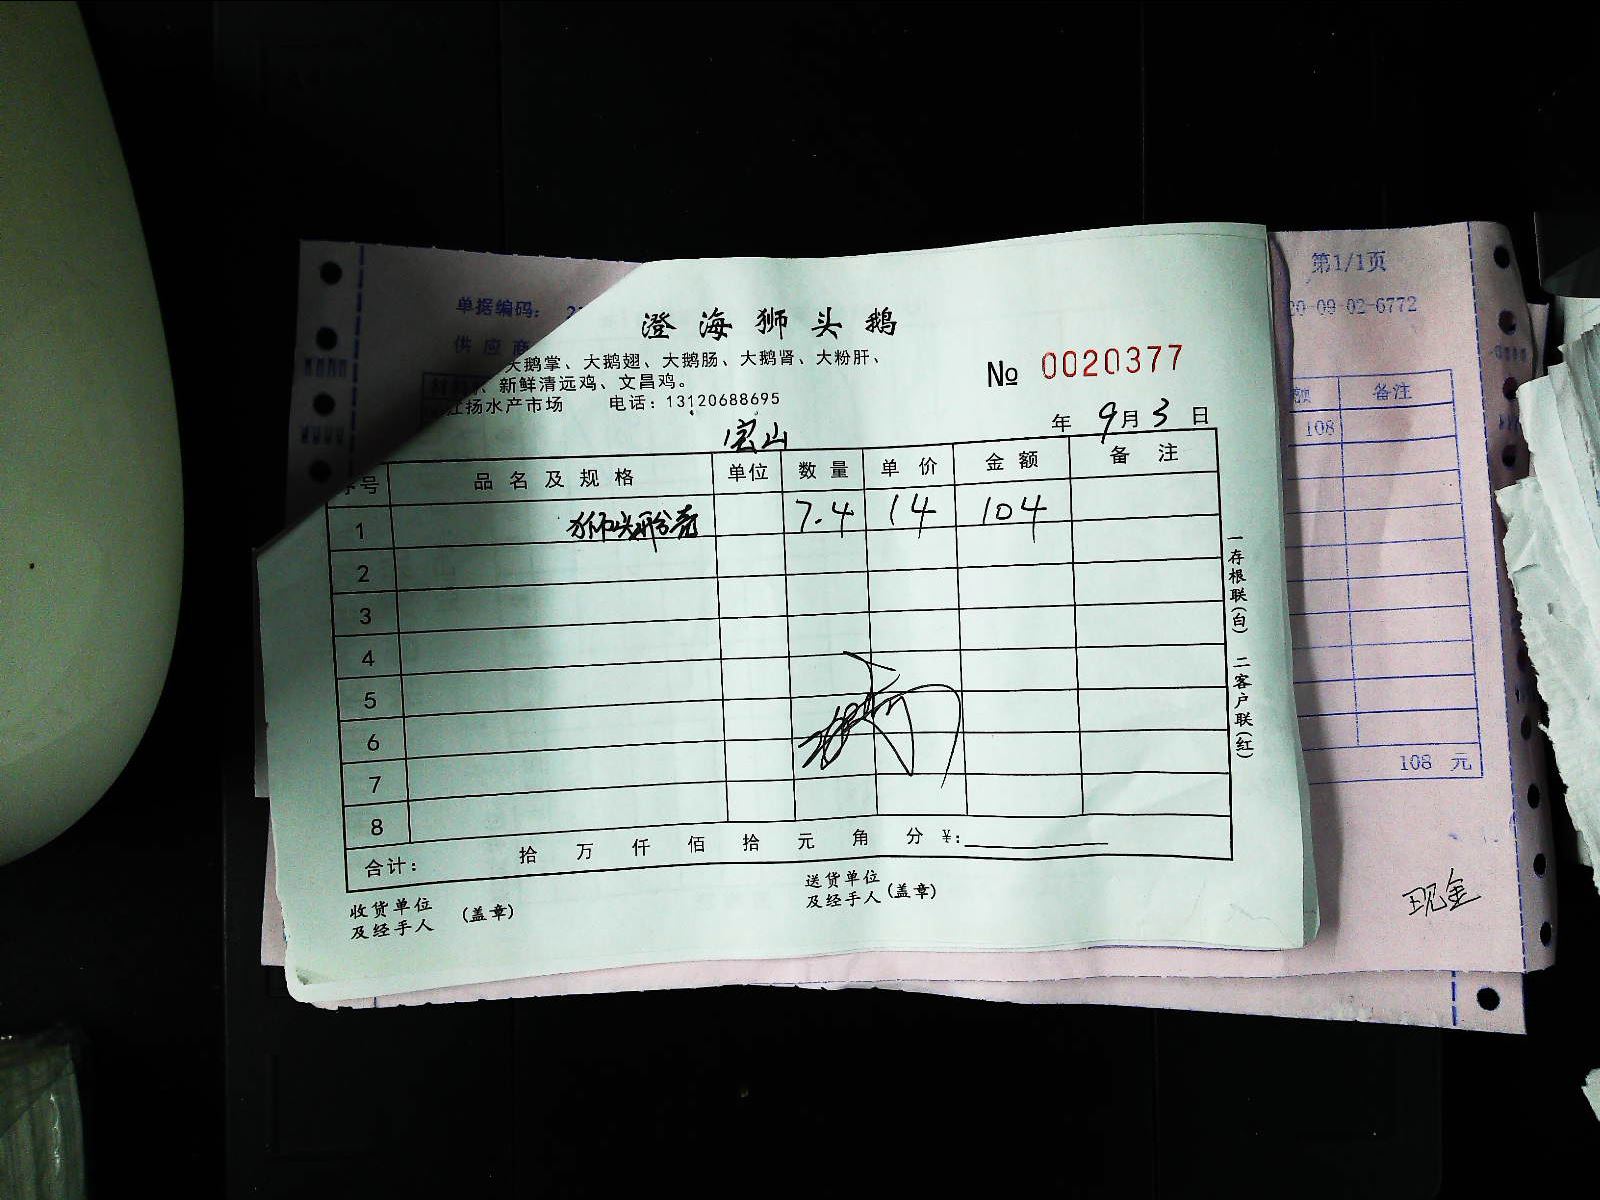 第1/1页
单据编码：
20-09-02-6772
供应商
澄海狮头鹅
大鹅掌、大鹅翅、大鹅肠、大鹅肾、大粉肝、
、新鲜清远鸡、文昌鸡。
江扬水产市场 电话：13120688695
№ 0020377
宝山
年 9月 3 日
序号 品名及规格 单位 数量 单价 金额 备注
1 7.4 14 104
2
3
4
5
6
7
8
合计： 拾 万 仟 佰 拾 元 角 分 ¥：
收货单位
及经手人 (盖章)
送货单位
及经手人 (盖章)
一存根联(白) 二客户联(红)
额 备注
108
108 元
现金